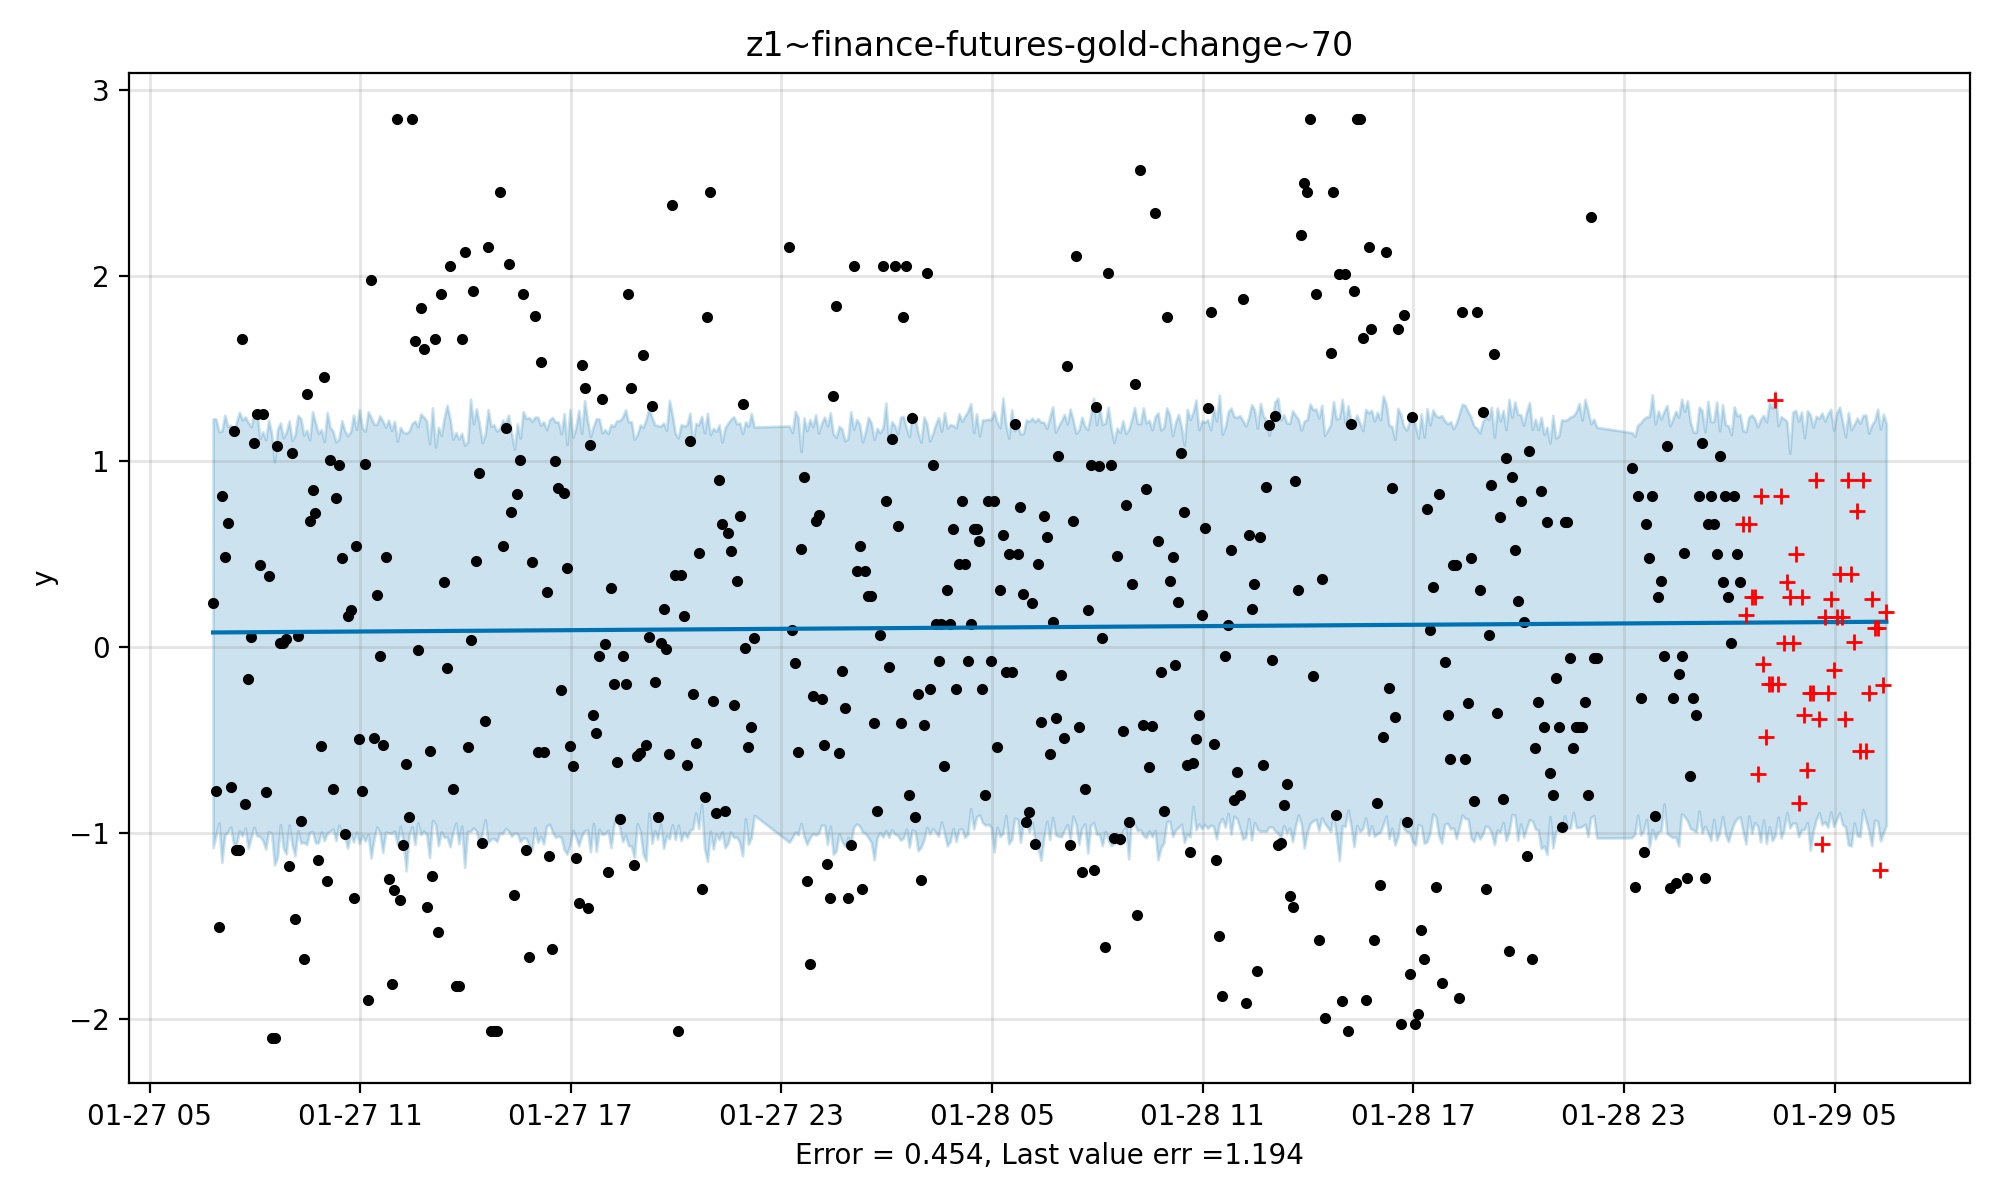 z1~finance-futures-gold-change~70
3
2
1
0
−1
−2
y
01-27 05 01-27 11 01-27 17 01-27 23 01-28 05 01-28 11 01-28 17 01-28 23 01-29 05
Error = 0.454, Last value err =1.194